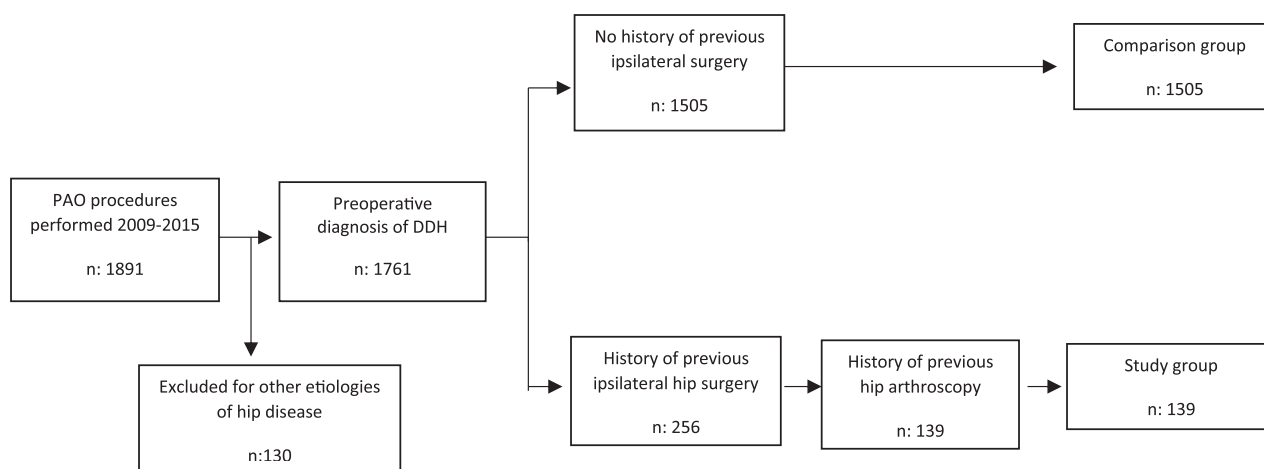 PAO procedures
performed 2009-2015
n: 1891
Excluded for other etiologies
of hip disease
n:130
Preoperative
diagnosis of DDH
n: 1761
No history of previous
ipsilateral surgery
n: 1505
Comparison group
n: 1505
History of previous
ipsilateral hip surgery
n: 256
History of previous
hip arthroscopy
n: 139
Study group
n: 139